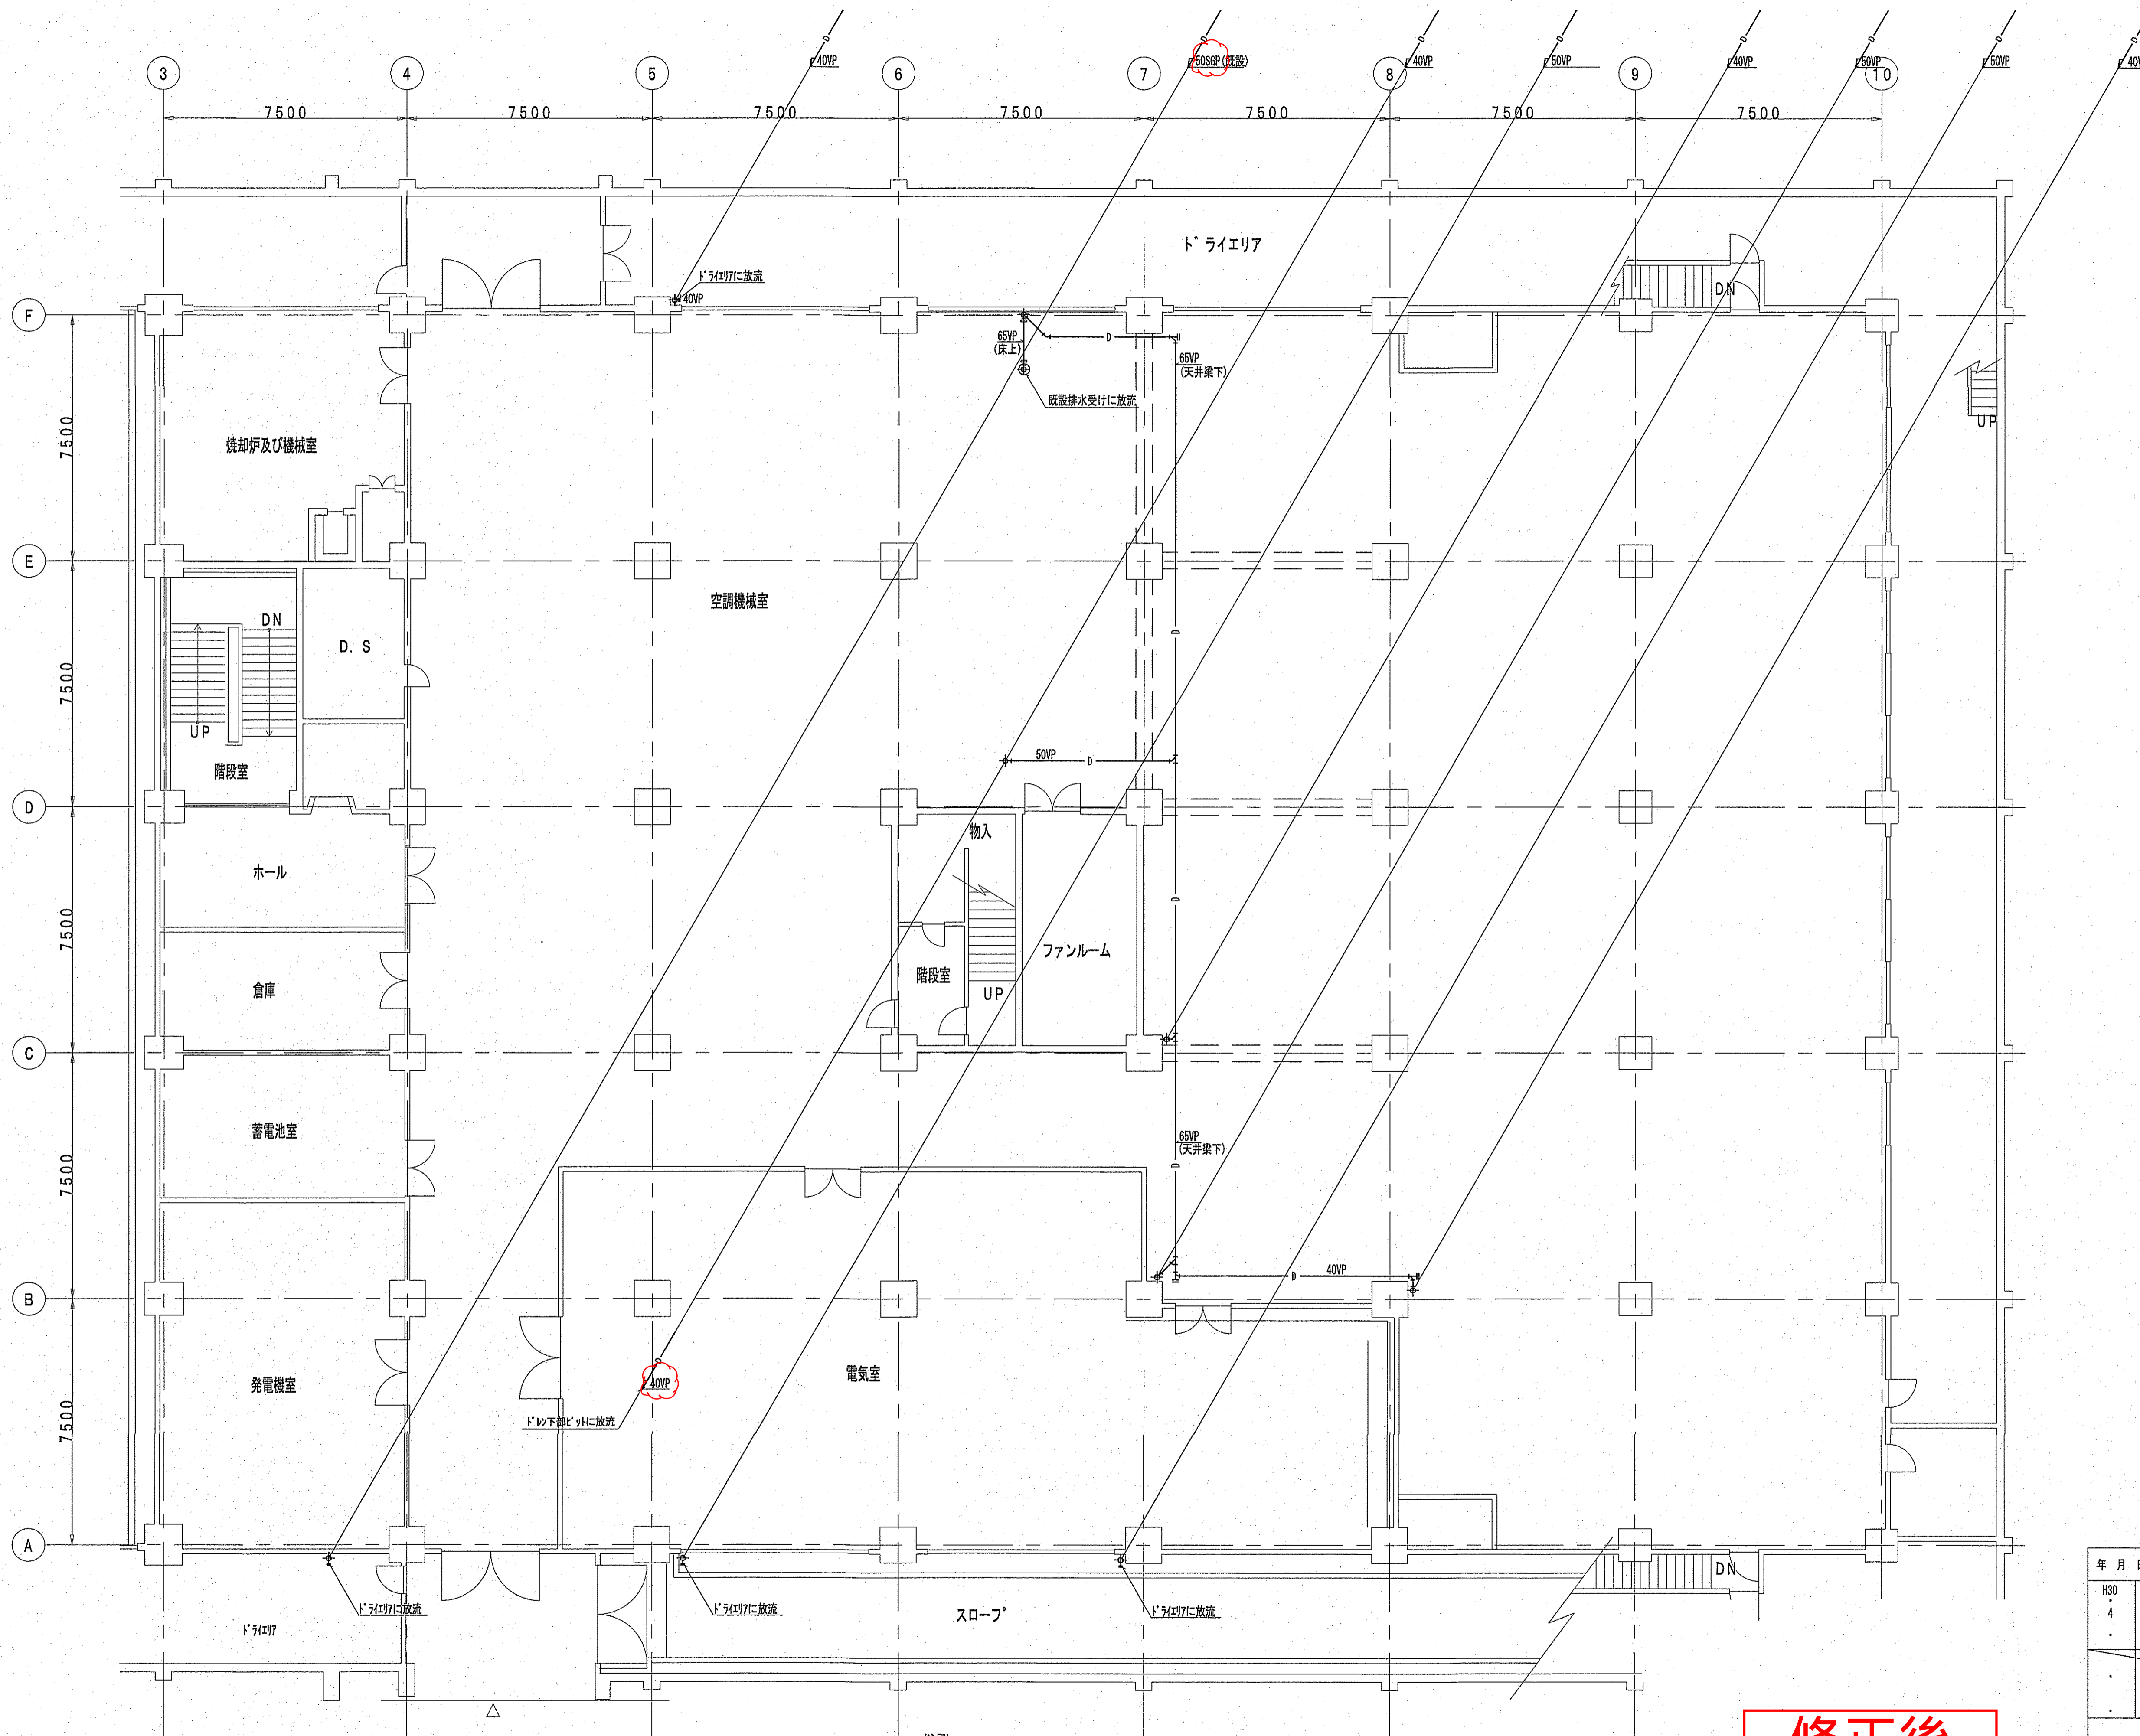 40VP
50SGP(既設)
40VP
50VP
40VP
50VP
50VP
3
4
5
6
7
8
9
10
7500
7500
7500
7500
7500
7500
7500
D
D
D
D
D
D
D
D
ドライエリア
ドライエリアに放流
40VP
DN
F
65VP
(床上)
D
65VP
(天井梁下)
既設排水受けに放流
UP
7500
焼却炉及び機械室
E
空調機械室
DN
D.S
7500
UP
階段室
50VP
D
D
D
物入
ホール
7500
D
ファンルーム
倉庫
階段室
UP
C
蓄電池室
65VP
(天井梁下)
7500
D
B
D
40VP
D
40VP
電気室
発電機室
ドレン下部ピットに放流
7500
A
DN
ドライエリアに放流
ドライエリアに放流
ドライエリアに放流
スロープ
ドライエリア
年 月
H30
・
4
・
・
・
修正後